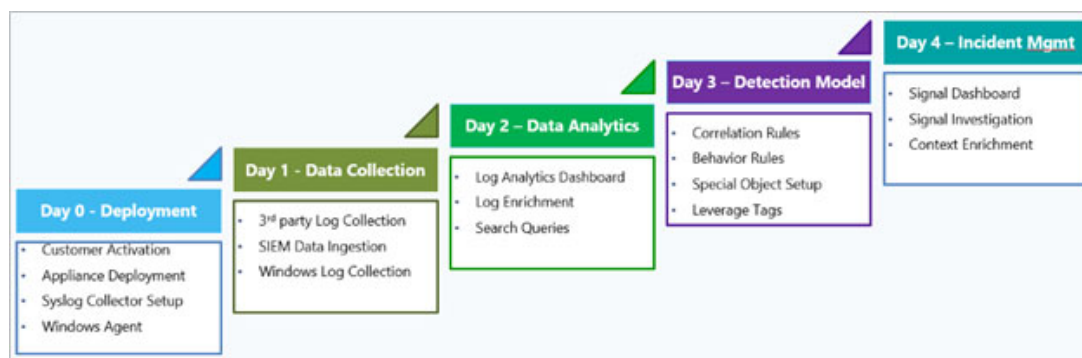 Day 0 - Deployment
Customer Activation
Appliance Deployment
Syslog Collector Setup
Windows Agent
Day 1 - Data Collection
3rd party Log Collection
SIEM Data Ingestion
Windows Log Collection
Day 2 – Data Analytics
Log Analytics Dashboard
Log Enrichment
Search Queries
Day 3 – Detection Model
Correlation Rules
Behavior Rules
Special Object Setup
Leverage Tags
Day 4 – Incident Mgmt
Signal Dashboard
Signal Investigation
Context Enrichment